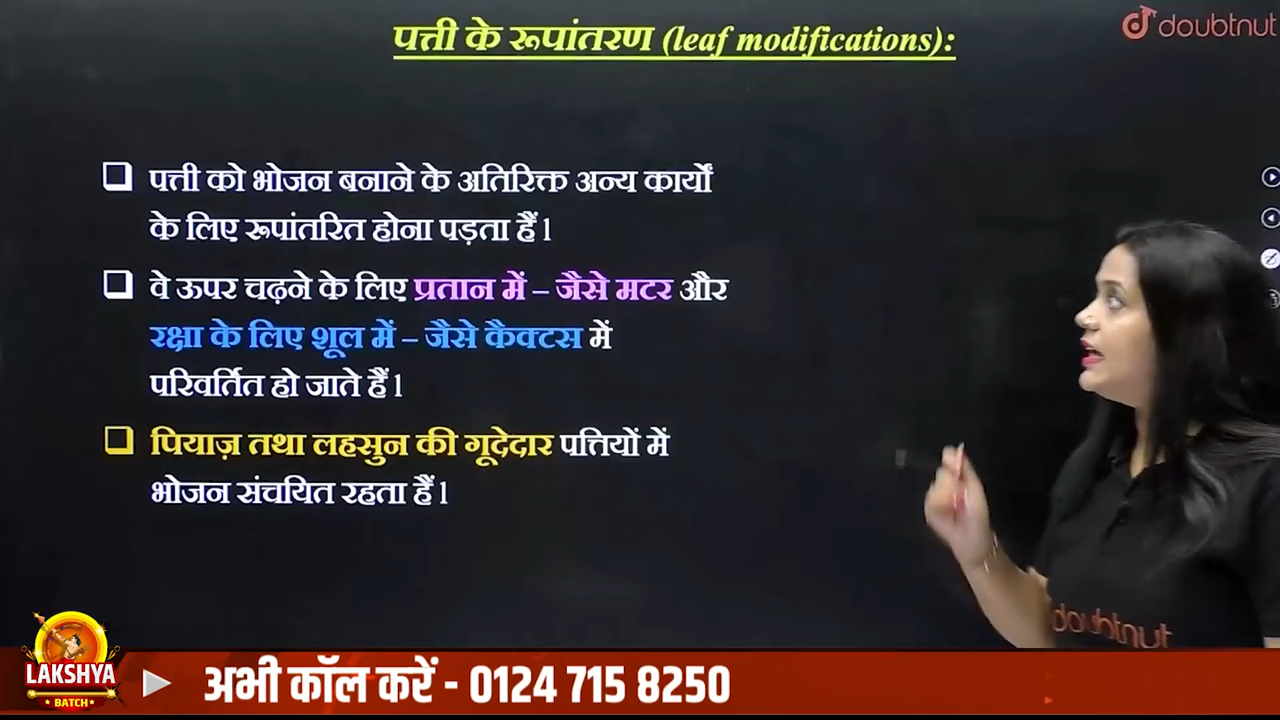 पत्ती के रूपांतरण (leaf modifications):
doubtnut
❑ पत्ती को भोजन बनाने के अतिरिक्त अन्य कार्यों
के लिए रूपांतरित होना पड़ता हैं l
❑ वे ऊपर चढ़ने के लिए प्रतान में – जैसे मटर और
रक्षा के लिए शूल में – जैसे कैक्टस में
परिवर्तित हो जाते हैं l
❑ पियाज़ तथा लहसुन की गूदेदार पत्तियों में
भोजन संचयित रहता हैं l
doubtnut
LAKSHYA
BATCH
अभी कॉल करें - 0124 715 8250